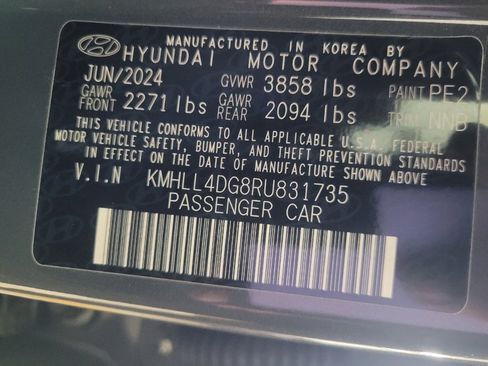 MANUFACTURED IN KOREA BY
HYUNDAI MOTOR COMPANY
JUN/2024 GVWR 3858 lbs PAINT PE2
GAWR FRONT 2271 lbs GAWR REAR 2094 lbs TRIM NNB
THIS VEHICLE CONFORMS TO ALL APPLICABLE U.S.A. FEDERAL
MOTOR VEHICLE SAFETY, BUMPER, AND THEFT PREVENTION STANDARDS
IN EFFECT ON THE DATE OF MANUFACTURE SHOWN ABOVE
V.I.N KMHLL4DG8RU831735
PASSENGER CAR